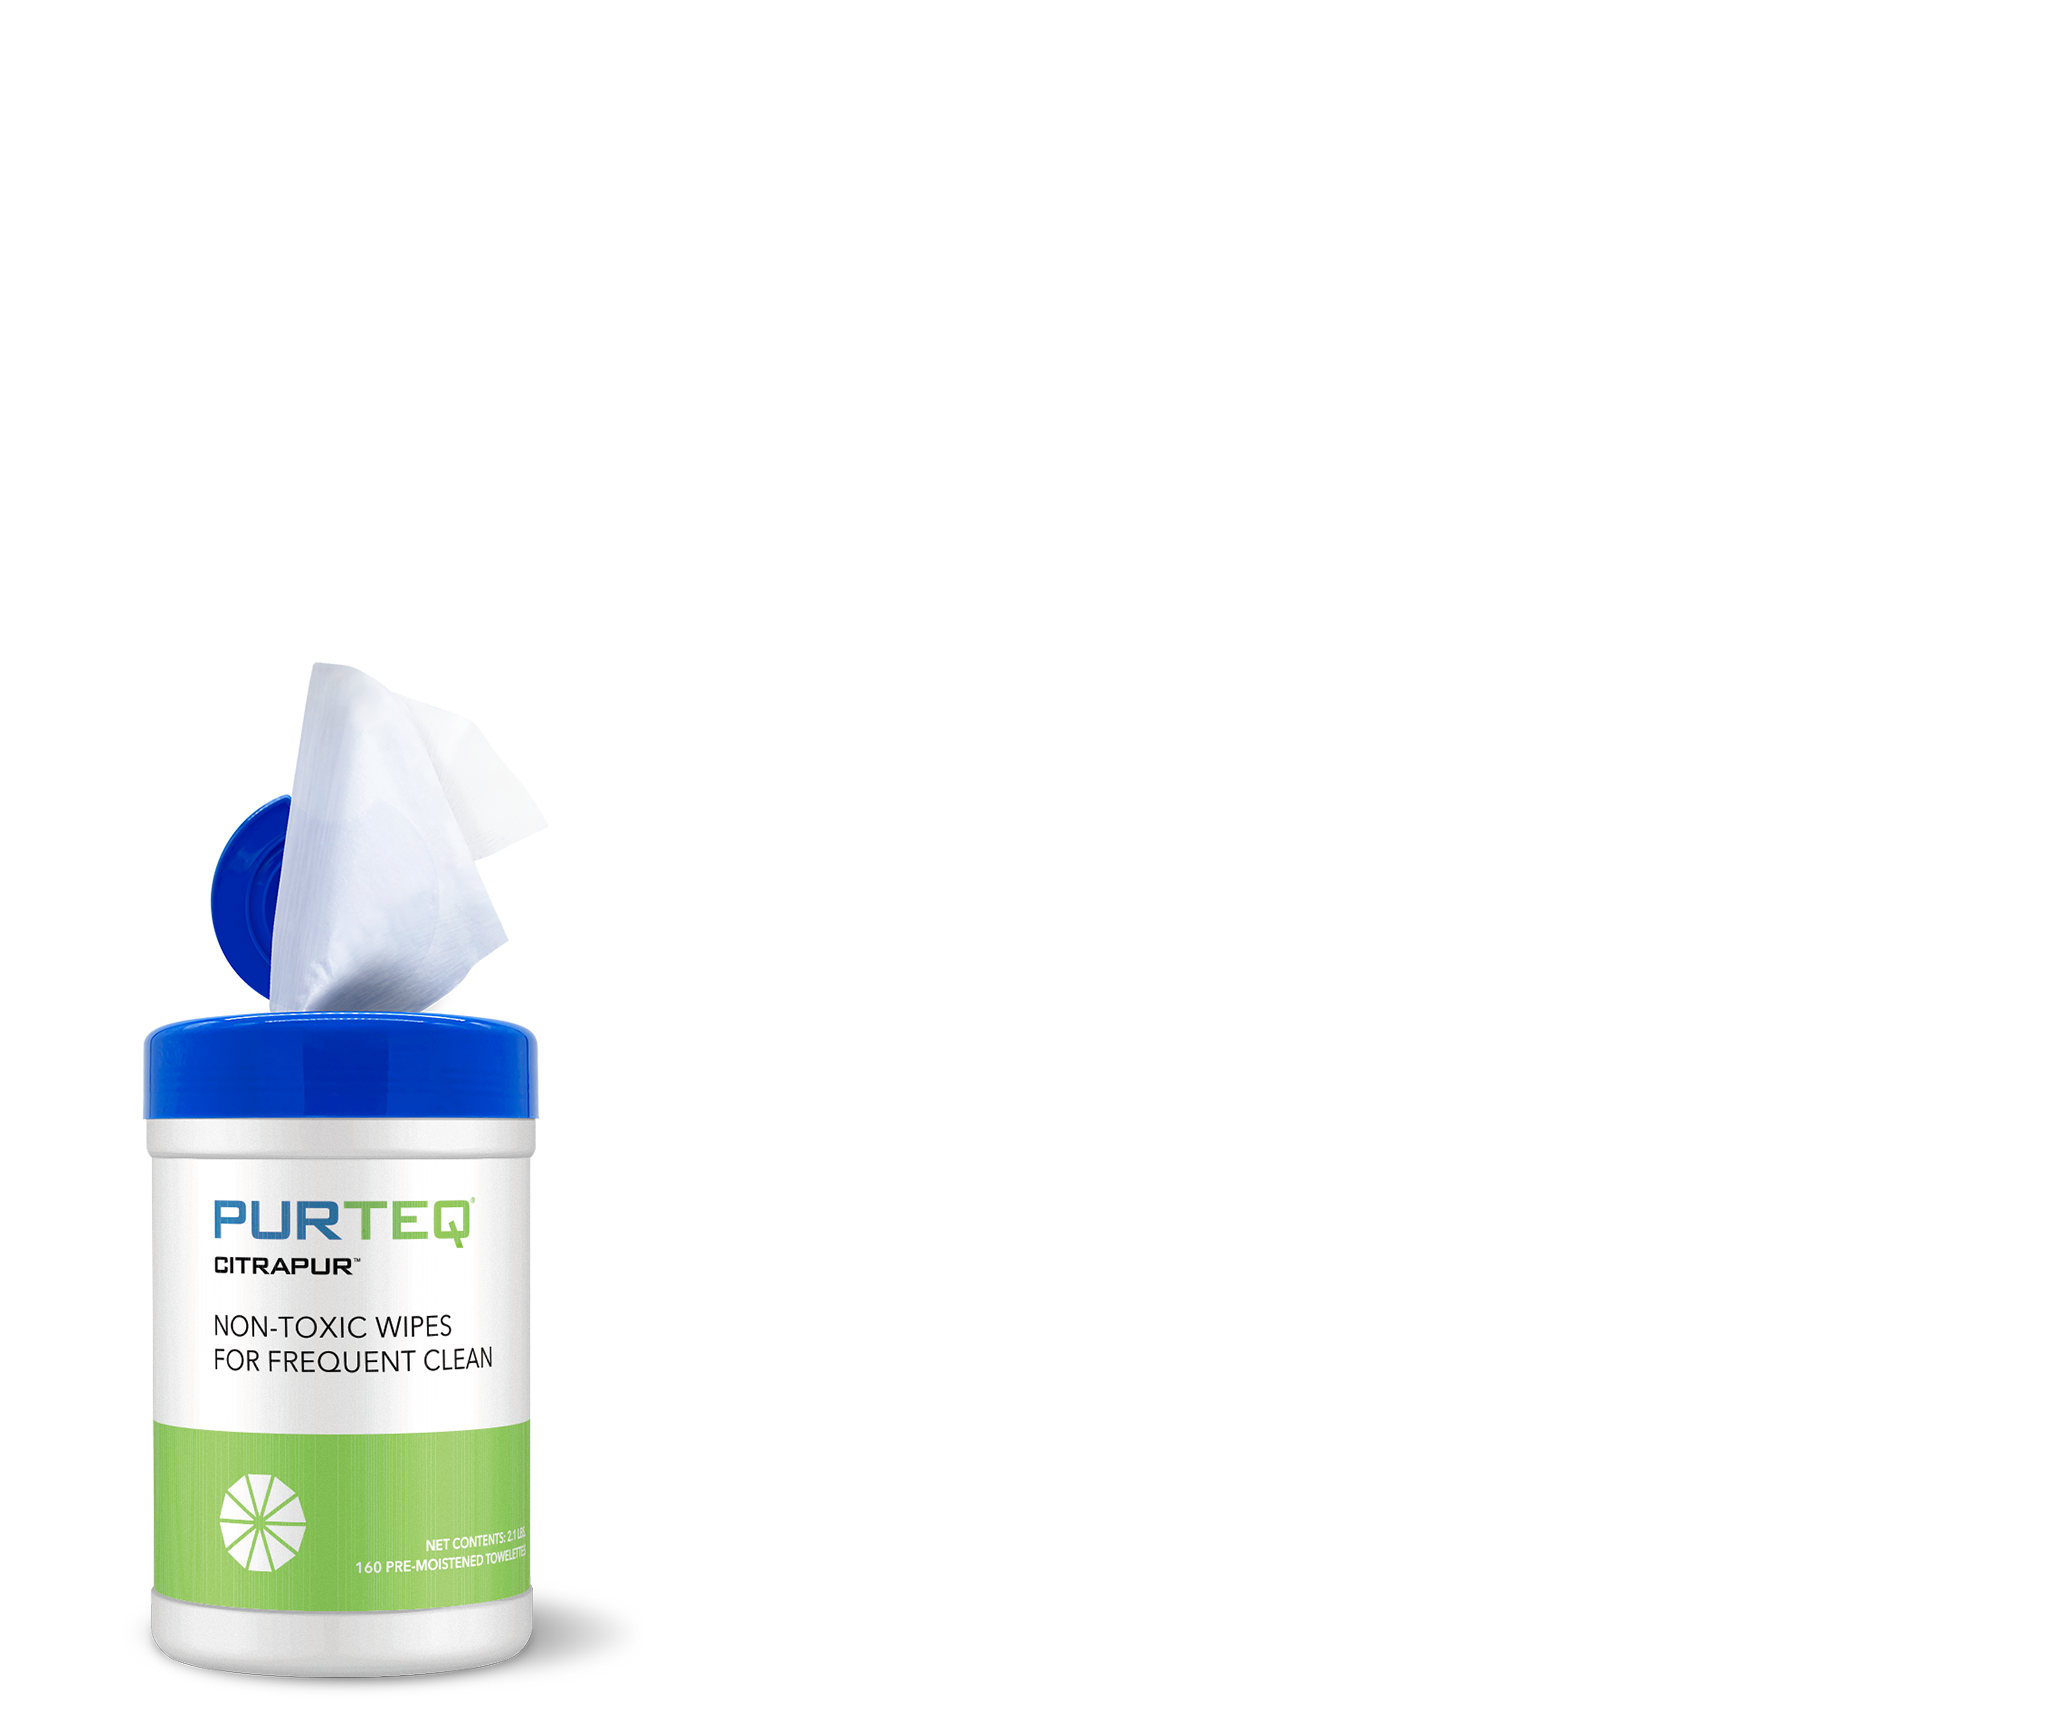 PURTEQ®
CITRAPUR™
NON-TOXIC WIPES
FOR FREQUENT CLEAN
NET CONTENTS: 2.1 LBS.
160 PRE-MOISTENED TOWELETTES